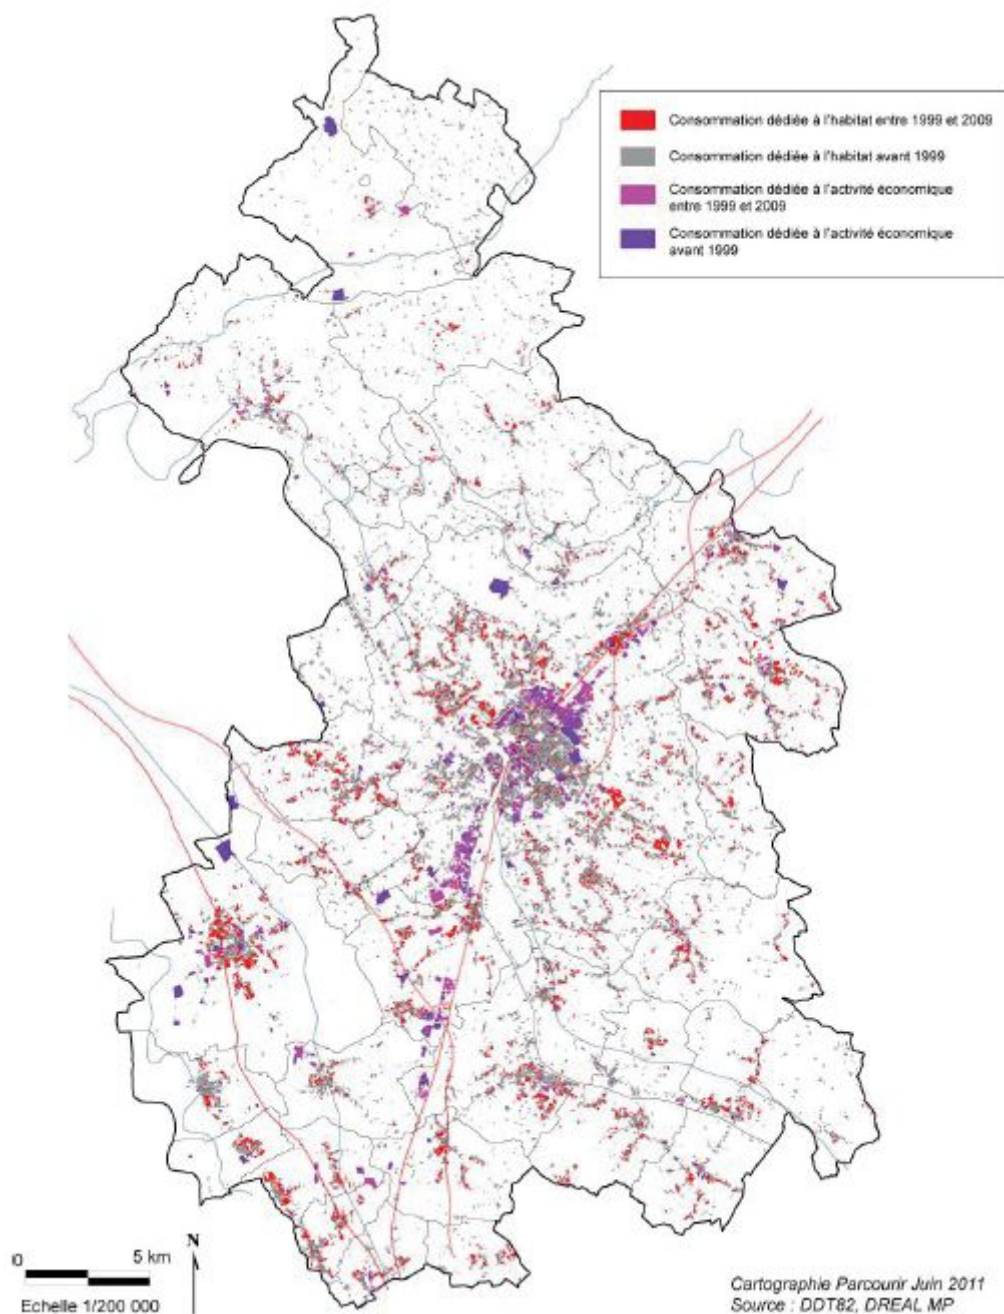 Consommation dédiée à l'habitat entre 1999 et 2009
Consommation dédiée à l'habitat avant 1999
Consommation dédiée à l'activité économique
entre 1999 et 2009
Consommation dédiée à l'activité économique
avant 1999
0 5 km
N
Echelle 1/200 000
Cartographie Parcourir Juin 2011
Source : DDT82, DREAL MP